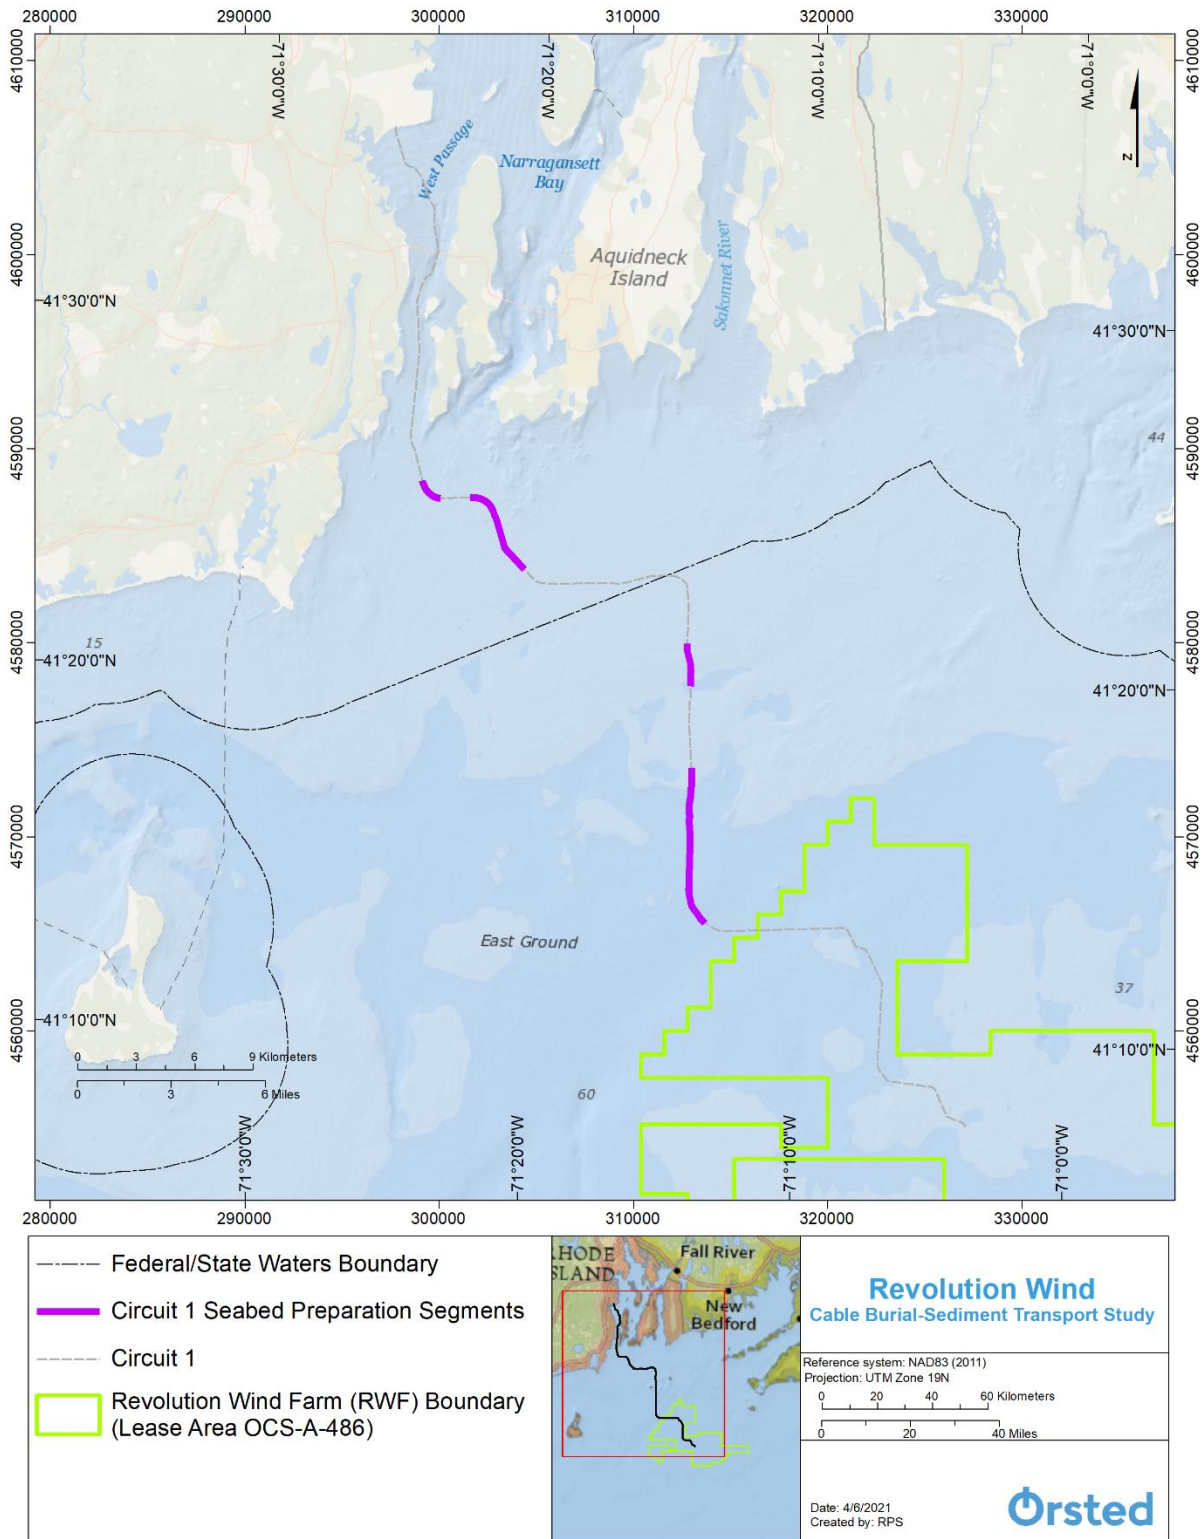 280000
290000
300000
310000
320000
330000
4610000
71°30'0"W
71°20'0"W
71°10'0"W
71°0'0"W
4610000
N
West Passage
Narragansett
Bay
Aquidneck
Island
Sakonnet River
4600000
4600000
41°30'0"N
41°30'0"N
4590000
44
4590000
4580000
15
41°20'0"N
4580000
41°20'0"N
4570000
4570000
East Ground
37
4560000
41°10'0"N
4560000
41°10'0"N
0 3 6 9 Kilometers
0 3 6 Miles
60
71°30'0"W
71°20'0"W
71°10'0"W
71°0'0"W
280000
290000
300000
310000
320000
330000
Federal/State Waters Boundary
Circuit 1 Seabed Preparation Segments
Circuit 1
Revolution Wind Farm (RWF) Boundary
(Lease Area OCS-A-486)
RHODE
ISLAND
Fall River
New
Bedford
Revolution Wind
Cable Burial-Sediment Transport Study
Reference system: NAD83 (2011)
Projection: UTM Zone 19N
0 20 40 60 Kilometers
0 20 40 Miles
Date: 4/6/2021
Created by: RPS
Ørsted